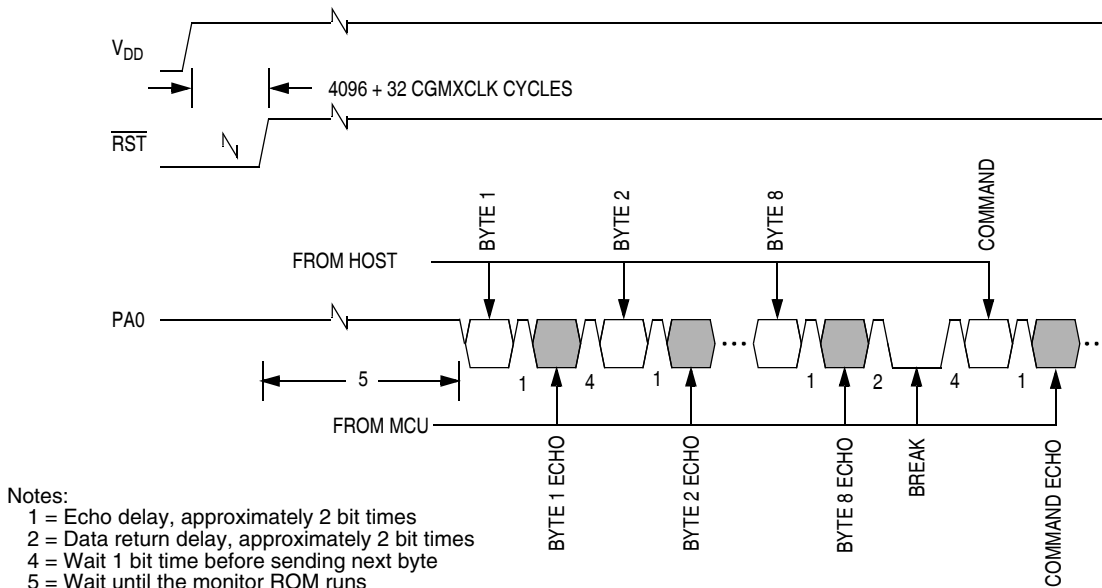 VDD
4096 + 32 CGMXCLK CYCLES
RST
BYTE 1
BYTE 2
BYTE 8
COMMAND
FROM HOST
PA0
5
1
4
1
1
2
4
1
FROM MCU
BYTE 1 ECHO
BYTE 2 ECHO
BYTE 8 ECHO
BREAK
COMMAND ECHO
Notes:
1 = Echo delay, approximately 2 bit times
2 = Data return delay, approximately 2 bit times
4 = Wait 1 bit time before sending next byte
5 = Wait until the monitor ROM runs